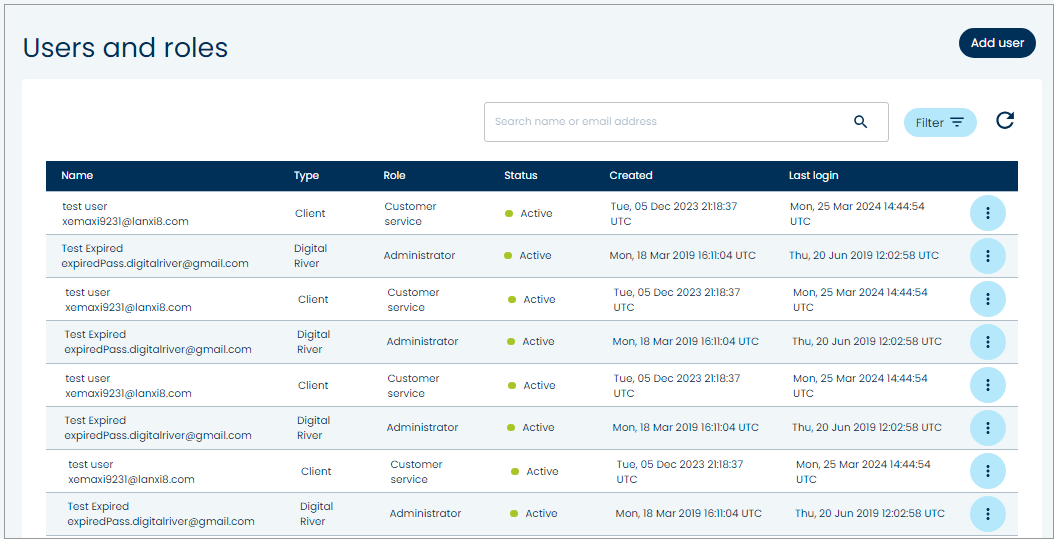 Users and roles
Add user
Search name or email address
Filter
Name Type Role Status Created Last login
test user Customer Tue, 05 Dec 2023 21:18:37 Mon, 25 Mar 2024 14:44:54
xemaxi9231@lanxi8.com Client service Active UTC UTC
Test Expired Digital
expiredPass.digitalriver@gmail.com River Administrator Active Mon, 18 Mar 2019 16:11:04 UTC Thu, 20 Jun 2019 12:02:58 UTC
test user Customer Tue, 05 Dec 2023 21:18:37 Mon, 25 Mar 2024 14:44:54
xemaxi9231@lanxi8.com Client service Active UTC UTC
Test Expired Digital
expiredPass.digitalriver@gmail.com River Administrator Active Mon, 18 Mar 2019 16:11:04 UTC Thu, 20 Jun 2019 12:02:58 UTC
test user Customer Tue, 05 Dec 2023 21:18:37 Mon, 25 Mar 2024 14:44:54
xemaxi9231@lanxi8.com Client service Active UTC UTC
Test Expired Digital
expiredPass.digitalriver@gmail.com River Administrator Active Mon, 18 Mar 2019 16:11:04 UTC Thu, 20 Jun 2019 12:02:58 UTC
test user Customer Tue, 05 Dec 2023 21:18:37 Mon, 25 Mar 2024 14:44:54
xemaxi9231@lanxi8.com Client service Active UTC UTC
Test Expired Digital
expiredPass.digitalriver@gmail.com River Administrator Active Mon, 18 Mar 2019 16:11:04 UTC Thu, 20 Jun 2019 12:02:58 UTC